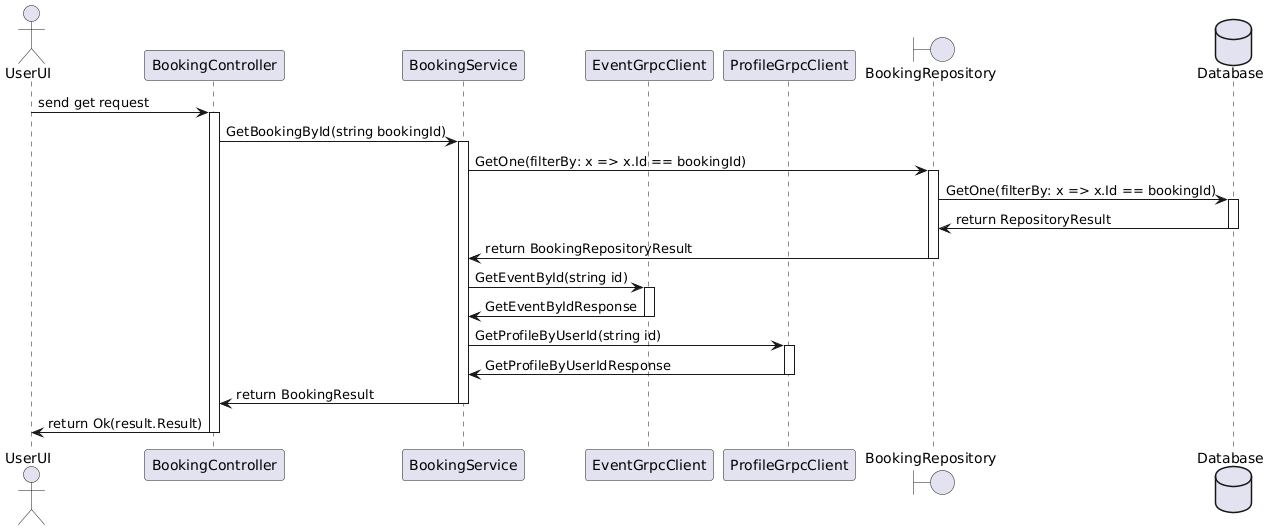 UserUI
BookingController
BookingService
EventGrpcClient
ProfileGrpcClient
BookingRepository
Database
send get request
GetBookingById(string bookingId)
GetOne(filterBy: x => x.Id == bookingId)
GetOne(filterBy: x => x.Id == bookingId)
return RepositoryResult
return BookingRepositoryResult
GetEventById(string id)
GetEventByIdResponse
GetProfileByUserId(string id)
GetProfileByUserIdResponse
return BookingResult
return Ok(result.Result)
UserUI
BookingController
BookingService
EventGrpcClient
ProfileGrpcClient
BookingRepository
Database